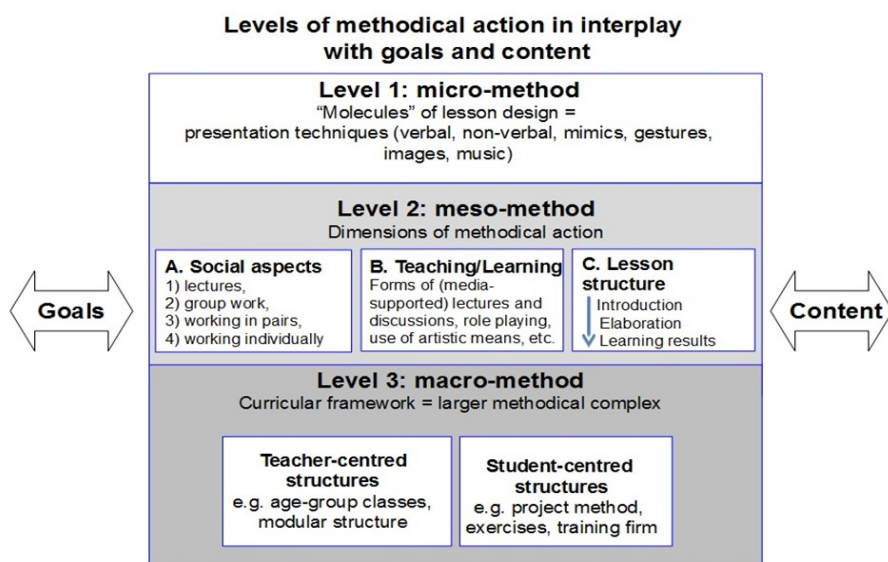 Levels of methodical action in interplay
with goals and content
Level 1: micro-method
“Molecules” of lesson design =
presentation techniques (verbal, non-verbal, mimics, gestures,
images, music)
Level 2: meso-method
Dimensions of methodical action
A. Social aspects
1) lectures,
2) group work,
3) working in pairs,
4) working individually
B. Teaching/Learning
Forms of (media-
supported) lectures and
discussions, role playing,
use of artistic means, etc.
C. Lesson
structure
Introduction
Elaboration
Learning results
Goals
Content
Level 3: macro-method
Curricular framework = larger methodical complex
Teacher-centred
structures
e.g. age-group classes,
modular structure
Student-centred
structures
e.g. project method,
exercises, training firm